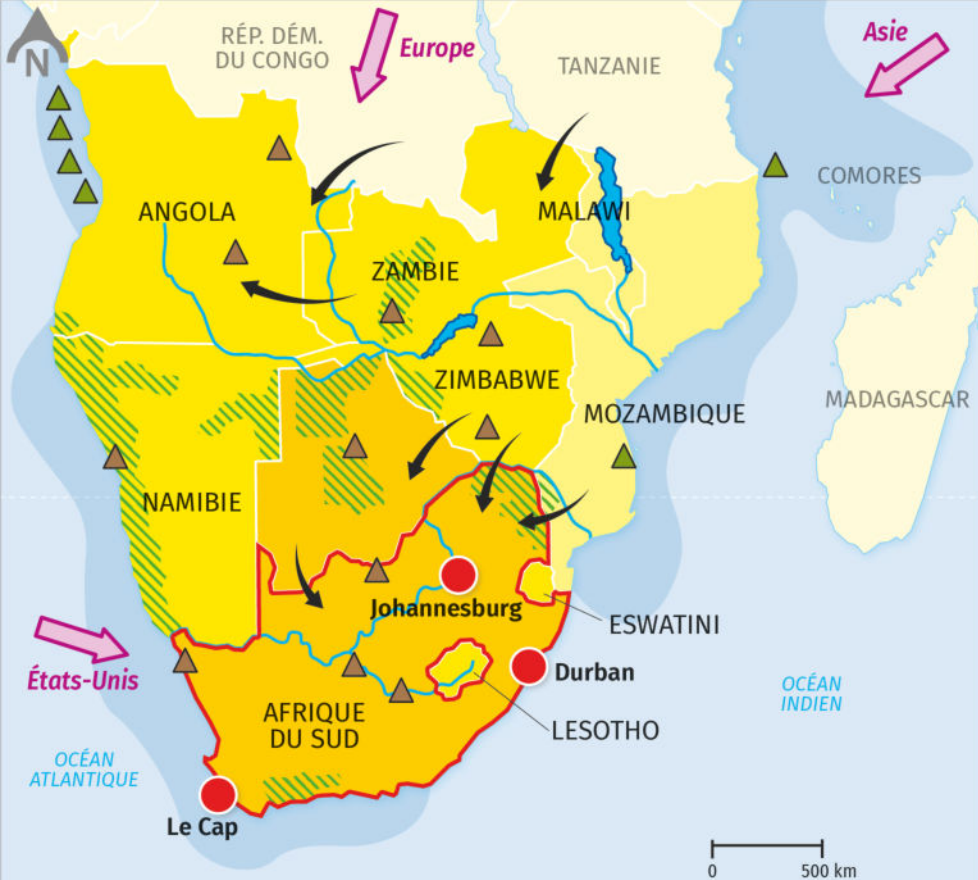 N
RÉP. DÉM.
DU CONGO
Europe
TANZANIE
Asie
COMORES
ANGOLA
MALAWI
ZAMBIE
ZIMBABWE
MOZAMBIQUE
MADAGASCAR
NAMIBIE
Johannesburg
ESWATINI
États-Unis
Durban
OCÉAN
INDIEN
AFRIQUE
DU SUD
LESOTHO
OCÉAN
ATLANTIQUE
Le Cap
0 500 km